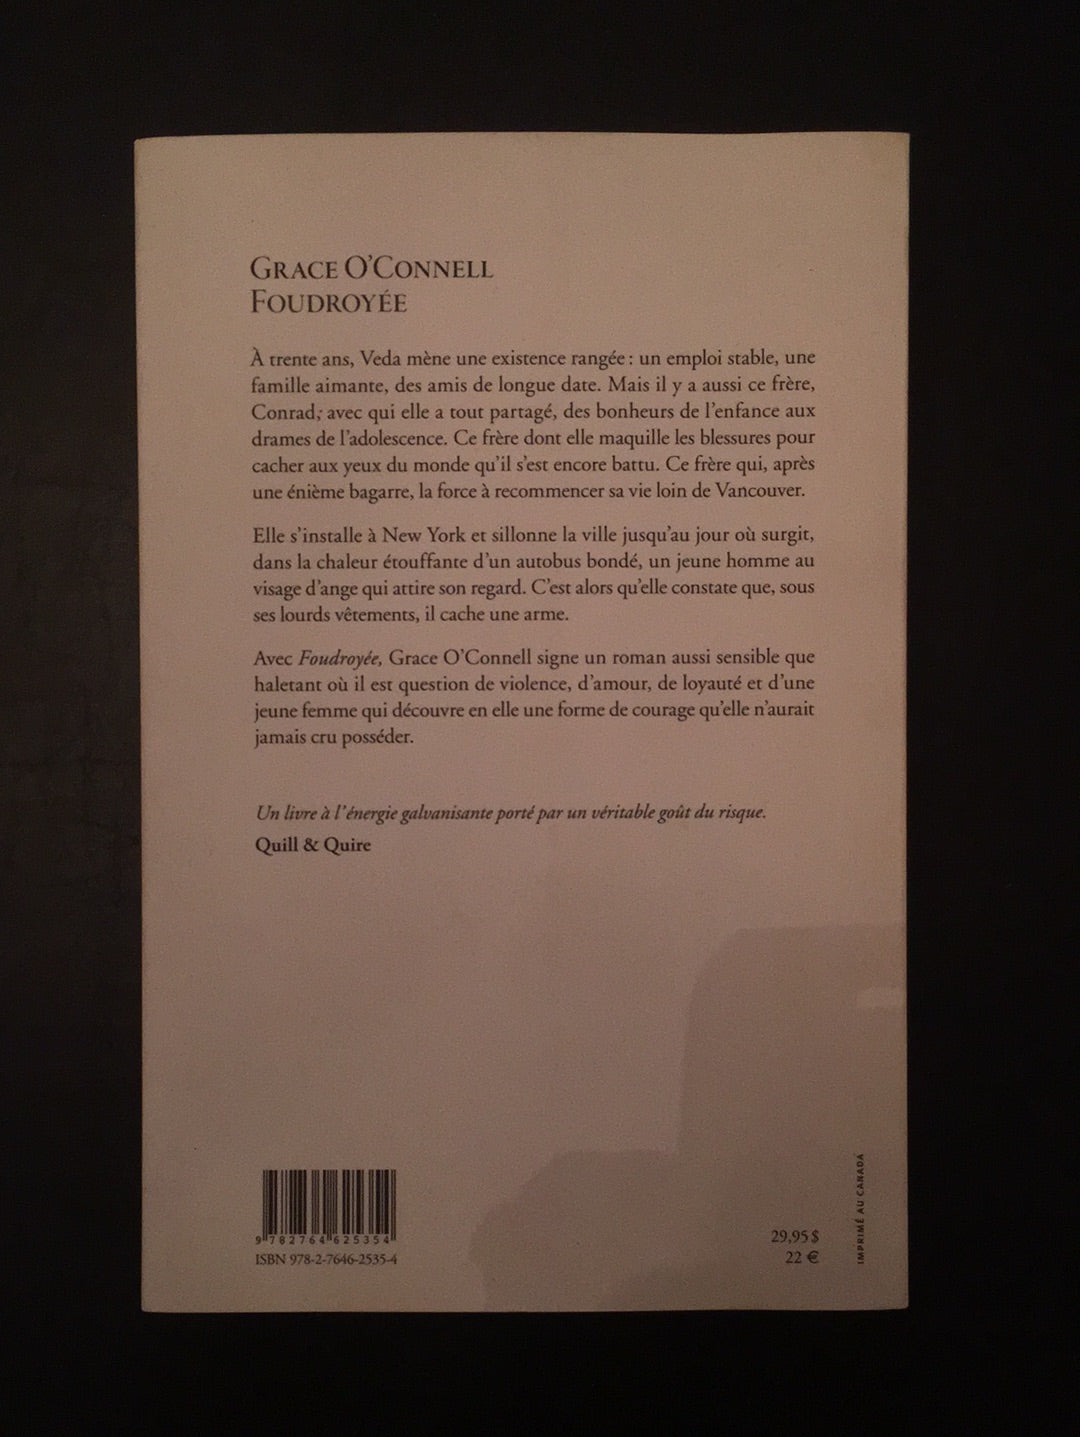 GRACE O'CONNELL
FOUDROYÉE
À trente ans, Veda mène une existence rangée : un emploi stable, une
famille aimante, des amis de longue date. Mais il y a aussi ce frère,
Conrad, avec qui elle a tout partagé, des bonheurs de l'enfance aux
drames de l'adolescence. Ce frère dont elle maquille les blessures pour
cacher aux yeux du monde qu'il s'est encore battu. Ce frère qui, après
une énième bagarre, la force à recommencer sa vie loin de Vancouver.
Elle s'installe à New York et sillonne la ville jusqu'au jour où surgit,
dans la chaleur étouffante d'un autobus bondé, un jeune homme au
visage d'ange qui attire son regard. C'est alors qu'elle constate que, sous
ses lourds vêtements, il cache une arme.
Avec Foudroyée, Grace O'Connell signe un roman aussi sensible que
haletant où il est question de violence, d'amour, de loyauté et d'une
jeune femme qui découvre en elle une forme de courage qu'elle n'aurait
jamais cru posséder.
Un livre à l'énergie galvanisante porté par un véritable goût du risque.
Quill & Quire
9 782764 625354
ISBN 978-2-7646-2535-4
29,95 $
22 €
IMPRIMÉ AU CANADA